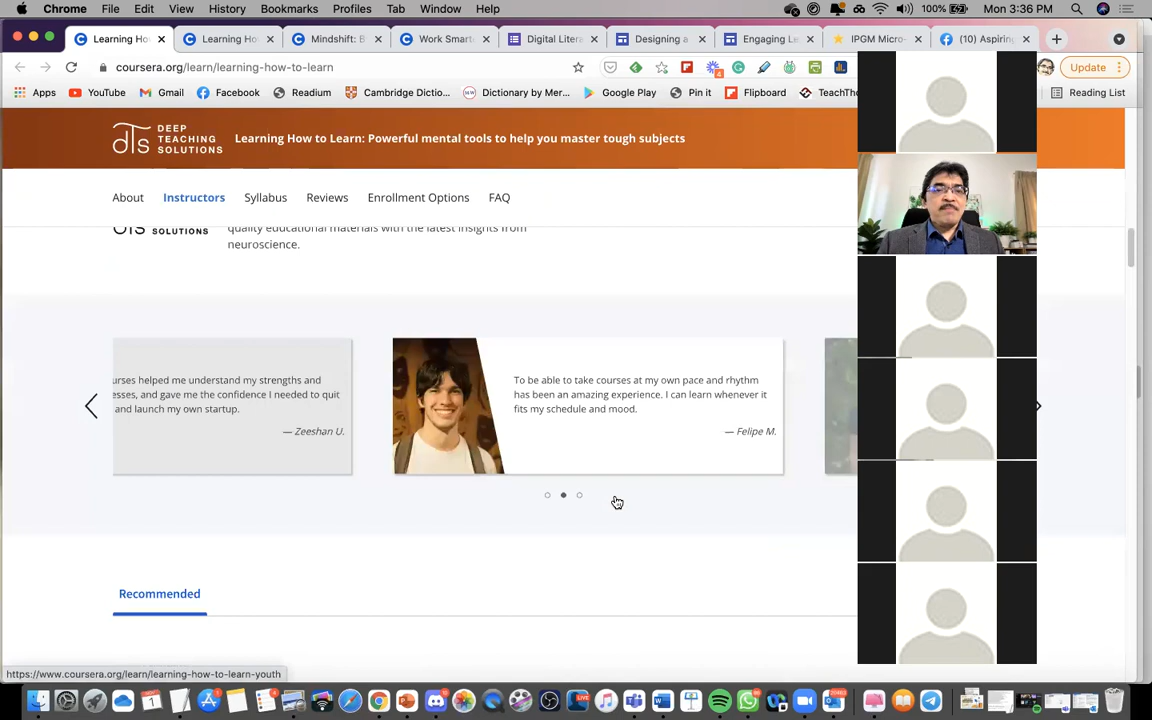 Chrome File Edit View History Bookmarks Profiles Tab Window Help 100% Mon 3:36 PM
Learning Ho Learning Ho Mindshift: B Work Smart Digital Litera Designing a Engaging Le IPGM Micro- (10) Aspiring
coursera.org/learn/learning-how-to-learn 4 Update
Apps YouTube Gmail Facebook Readium Cambridge Dictio... Dictionary by Mer... Google Play Pin it Flipboard TeachTho Reading List
DEEP
TEACHING
SOLUTIONS
Learning How to Learn: Powerful mental tools to help you master tough subjects
About Instructors Syllabus Reviews Enrollment Options FAQ
SOLUTIONS
quality educational materials with the latest insights from
neuroscience.
urses helped me understand my strengths and
esses, and gave me the confidence I needed to quit
and launch my own startup.
— Zeeshan U.
To be able to take courses at my own pace and rhythm
has been an amazing experience. I can learn whenever it
fits my schedule and mood.
— Felipe M.
Recommended
https://www.coursera.org/learn/learning-how-to-learn-youth